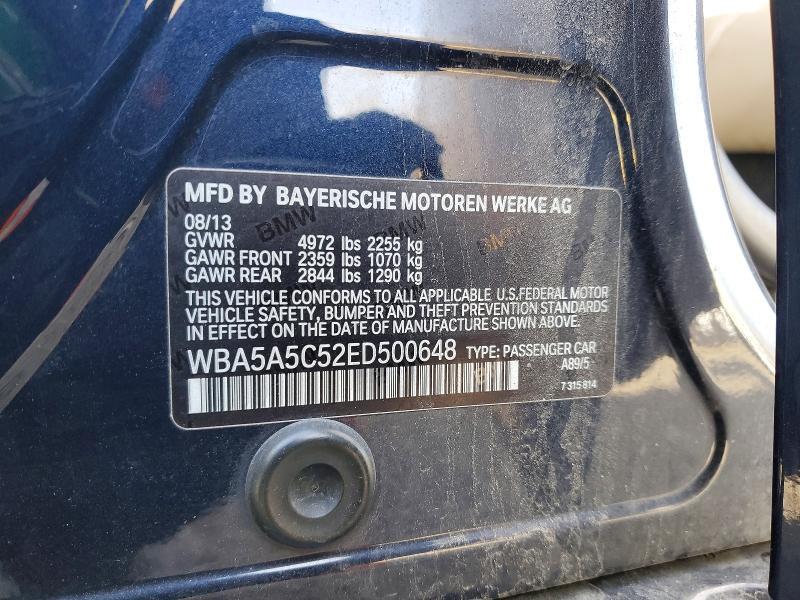 MFD BY BAYERISCHE MOTOREN WERKE AG
08/13
GVWR 4972 lbs 2255 kg
GAWR FRONT 2359 lbs 1070 kg
GAWR REAR 2844 lbs 1290 kg
THIS VEHICLE CONFORMS TO ALL APPLICABLE U.S.FEDERAL MOTOR
VEHICLE SAFETY, BUMPER AND THEFT PREVENTION STANDARDS
IN EFFECT ON THE DATE OF MANUFACTURE SHOWN ABOVE.
WBA5A5C52ED500648 TYPE: PASSENGER CAR
A89/5
7 315 814
BMW
BMW